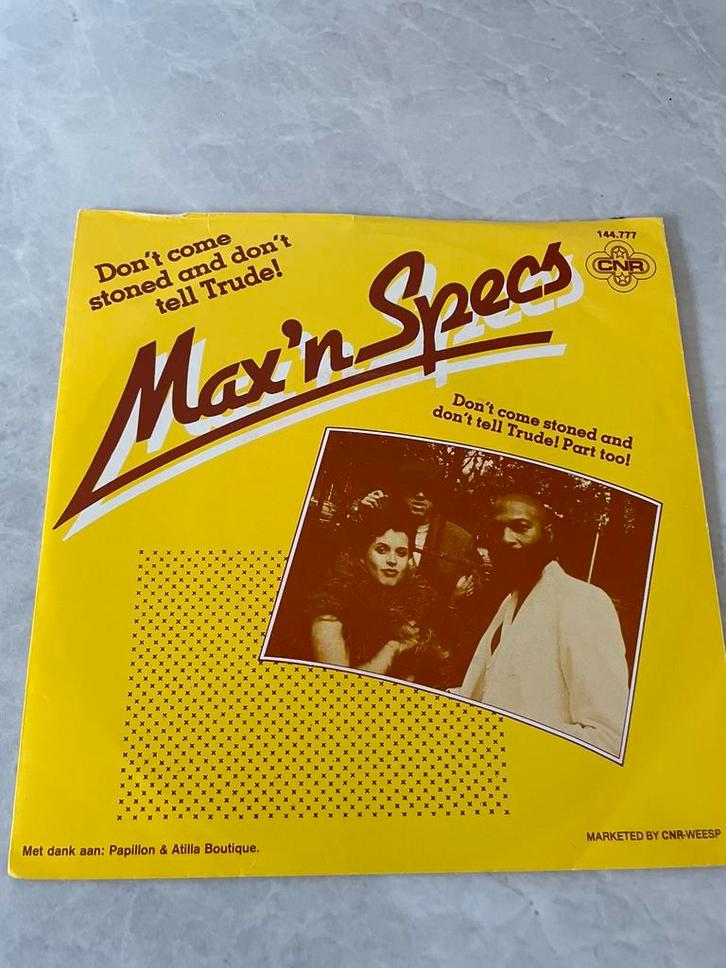 Don't come
stoned and don't
tell Trude!
144.777
CNR
Max'n Specs
Don't come stoned and
don't tell Trude! Part too!
Met dank aan: Papillon & Atilla Boutique.
MARKETED BY CNR-WEESP